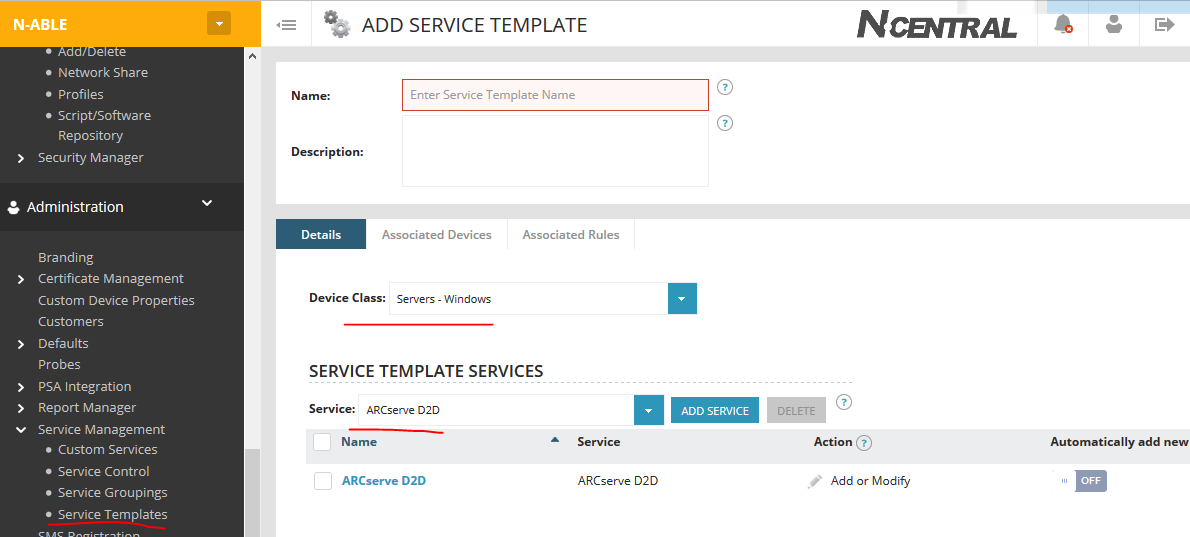 N-ABLE
ADD SERVICE TEMPLATE
NCENTRAL
Add/Delete
Network Share
Profiles
Script/Software
Repository
Security Manager
Administration
Branding
Certificate Management
Custom Device Properties
Customers
Defaults
Probes
PSA Integration
Report Manager
Service Management
Custom Services
Service Control
Service Groupings
Service Templates
SMS Registration
Name:
Enter Service Template Name
?
Description:
?
Details
Associated Devices
Associated Rules
Device Class:
Servers - Windows
SERVICE TEMPLATE SERVICES
Service:
ARCserve D2D
ADD SERVICE
DELETE
?
Name
Service
Action ?
Automatically add new
ARCserve D2D
ARCserve D2D
Add or Modify
OFF